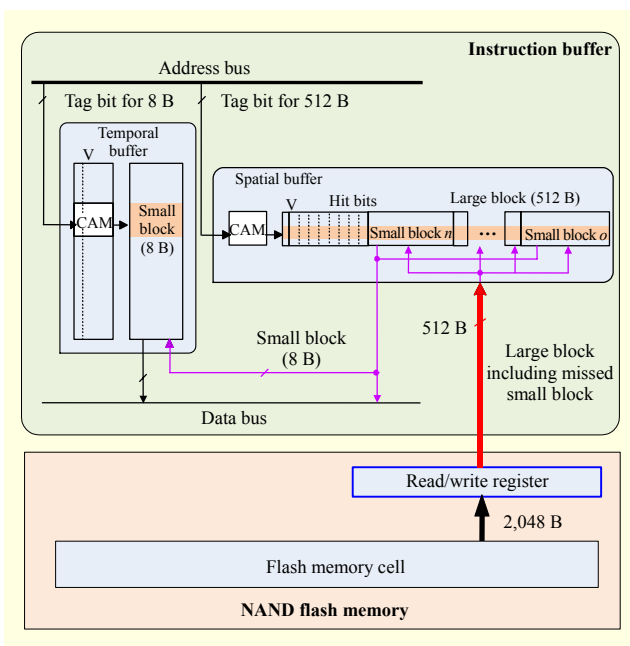 Instruction buffer
Address bus
Tag bit for 8 B
Tag bit for 512 B
Temporal
buffer
V
CAM
Small
block
(8 B)
Spatial buffer
V
Hit bits
Large block (512 B)
CAM
Small block n
...
Small block o
Small block
(8 B)
512 B
Large block
including missed
small block
Data bus
Read/write register
2,048 B
Flash memory cell
NAND flash memory